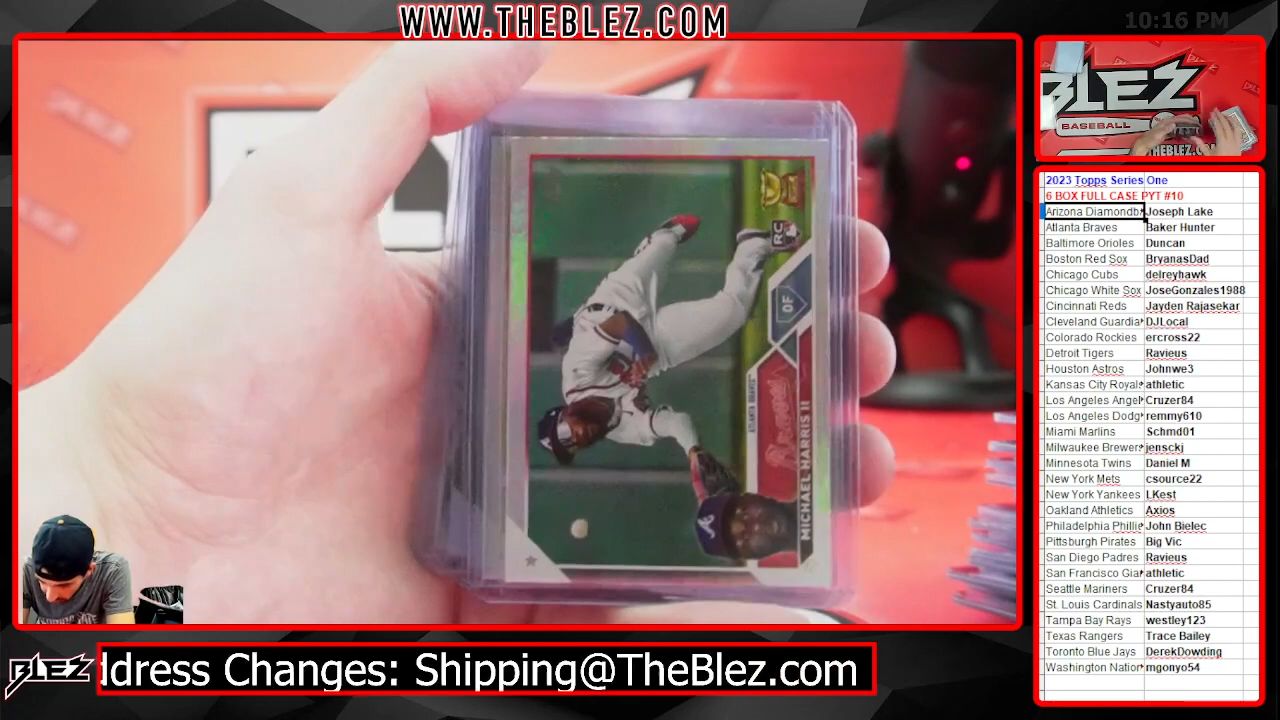 WWW.THEBLEZ.COM
10:16 PM
BLEZ
BASEBALL
THEBLEZ.COM
RC
OF
ATLANTA BRAVES
Braves
MICHAEL HARRIS II
A
2023 Topps Series One
6 BOX FULL CASE PYT #10
Arizona Diamondb Joseph Lake
Atlanta Braves Baker Hunter
Baltimore Orioles Duncan
Boston Red Sox BryanasDad
Chicago Cubs delreyhawk
Chicago White Sox JoseGonzales1988
Cincinnati Reds Jayden Rajasekar
Cleveland Guardia DJLocal
Colorado Rockies ercross22
Detroit Tigers Ravieus
Houston Astros Johnwe3
Kansas City Royal athletic
Los Angeles Angel Cruzer84
Los Angeles Dodg remmy610
Miami Marlins Schmd01
Milwaukee Brewer jensckj
Minnesota Twins Daniel M
New York Mets csource22
New York Yankees LKest
Oakland Athletics Axios
Philadelphia Phillie John Bielec
Pittsburgh Pirates Big Vic
San Diego Padres Ravieus
San Francisco Gia athletic
Seattle Mariners Cruzer84
St. Louis Cardinals Nastyauto85
Tampa Bay Rays westley123
Texas Rangers Trace Bailey
Toronto Blue Jays DerekDowding
Washington Nation mgonyo54
BLEZ
ddress Changes: Shipping@TheBlez.com